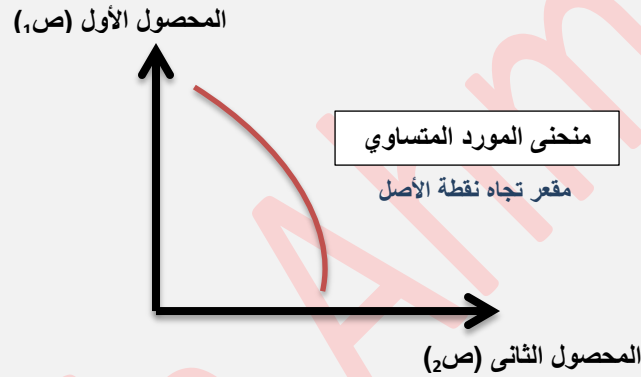 المحصول الأول (ص1)
منحنى المورد المتساوي
مقعر تجاه نقطة الأصل
المحصول الثانى (ص2)